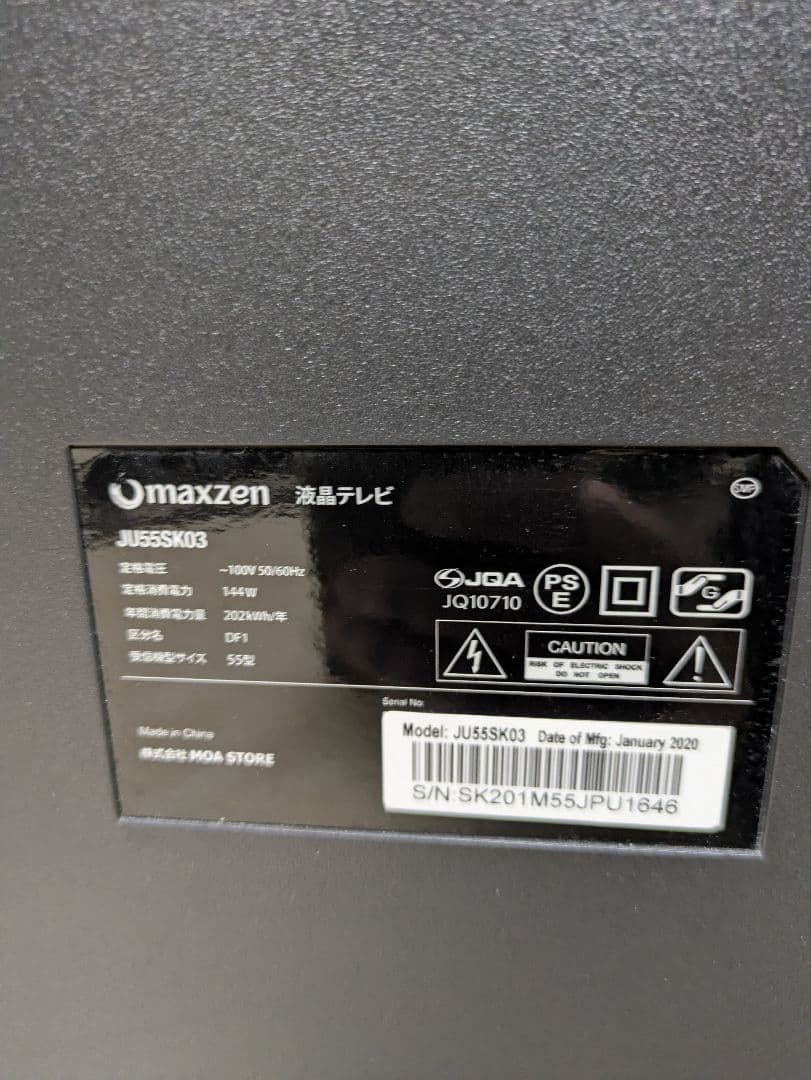 maxzen 液晶テレビ
JU55SK03
定格電圧 ~100V 50/60Hz
定格消費電力 144W
年間消費電力量 202kWh/年
区分名 DF1
受信機型サイズ 55型
JQA
JQ10710
PS
E
G
CAUTION
RISK OF ELECTRIC SHOCK
DO NOT OPEN
Made in China
株式会社 MOA STORE
Serial No:
Model: JU55SK03 Date of Mfg: January 2020
S/N:SK201M55JPU1646